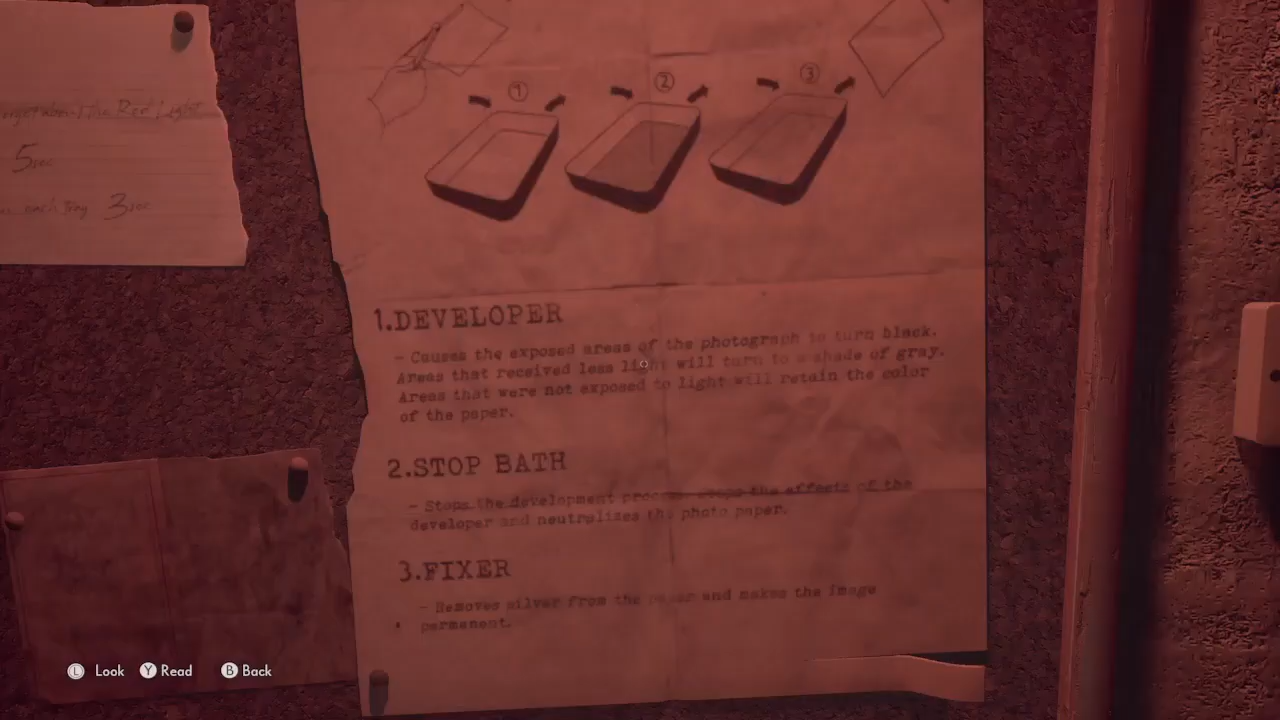 the Red Light
5sec
each tray 3sec
①
②
③
1.DEVELOPER
- Causes the exposed areas of the photograph to turn black.
Areas that received less light will turn to a shade of gray.
Areas that were not exposed to light will retain the color
of the paper.
2.STOP BATH
- Stops the development process stops the effects of the
developer and neutralizes the photo paper.
3.FIXER
- Removes silver from the paper and makes the image
permanent.
L Look Y Read B Back